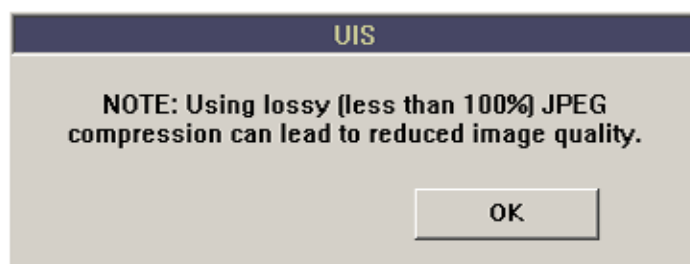 UIS
NOTE: Using lossy (less than 100%) JPEG
compression can lead to reduced image quality.
OK